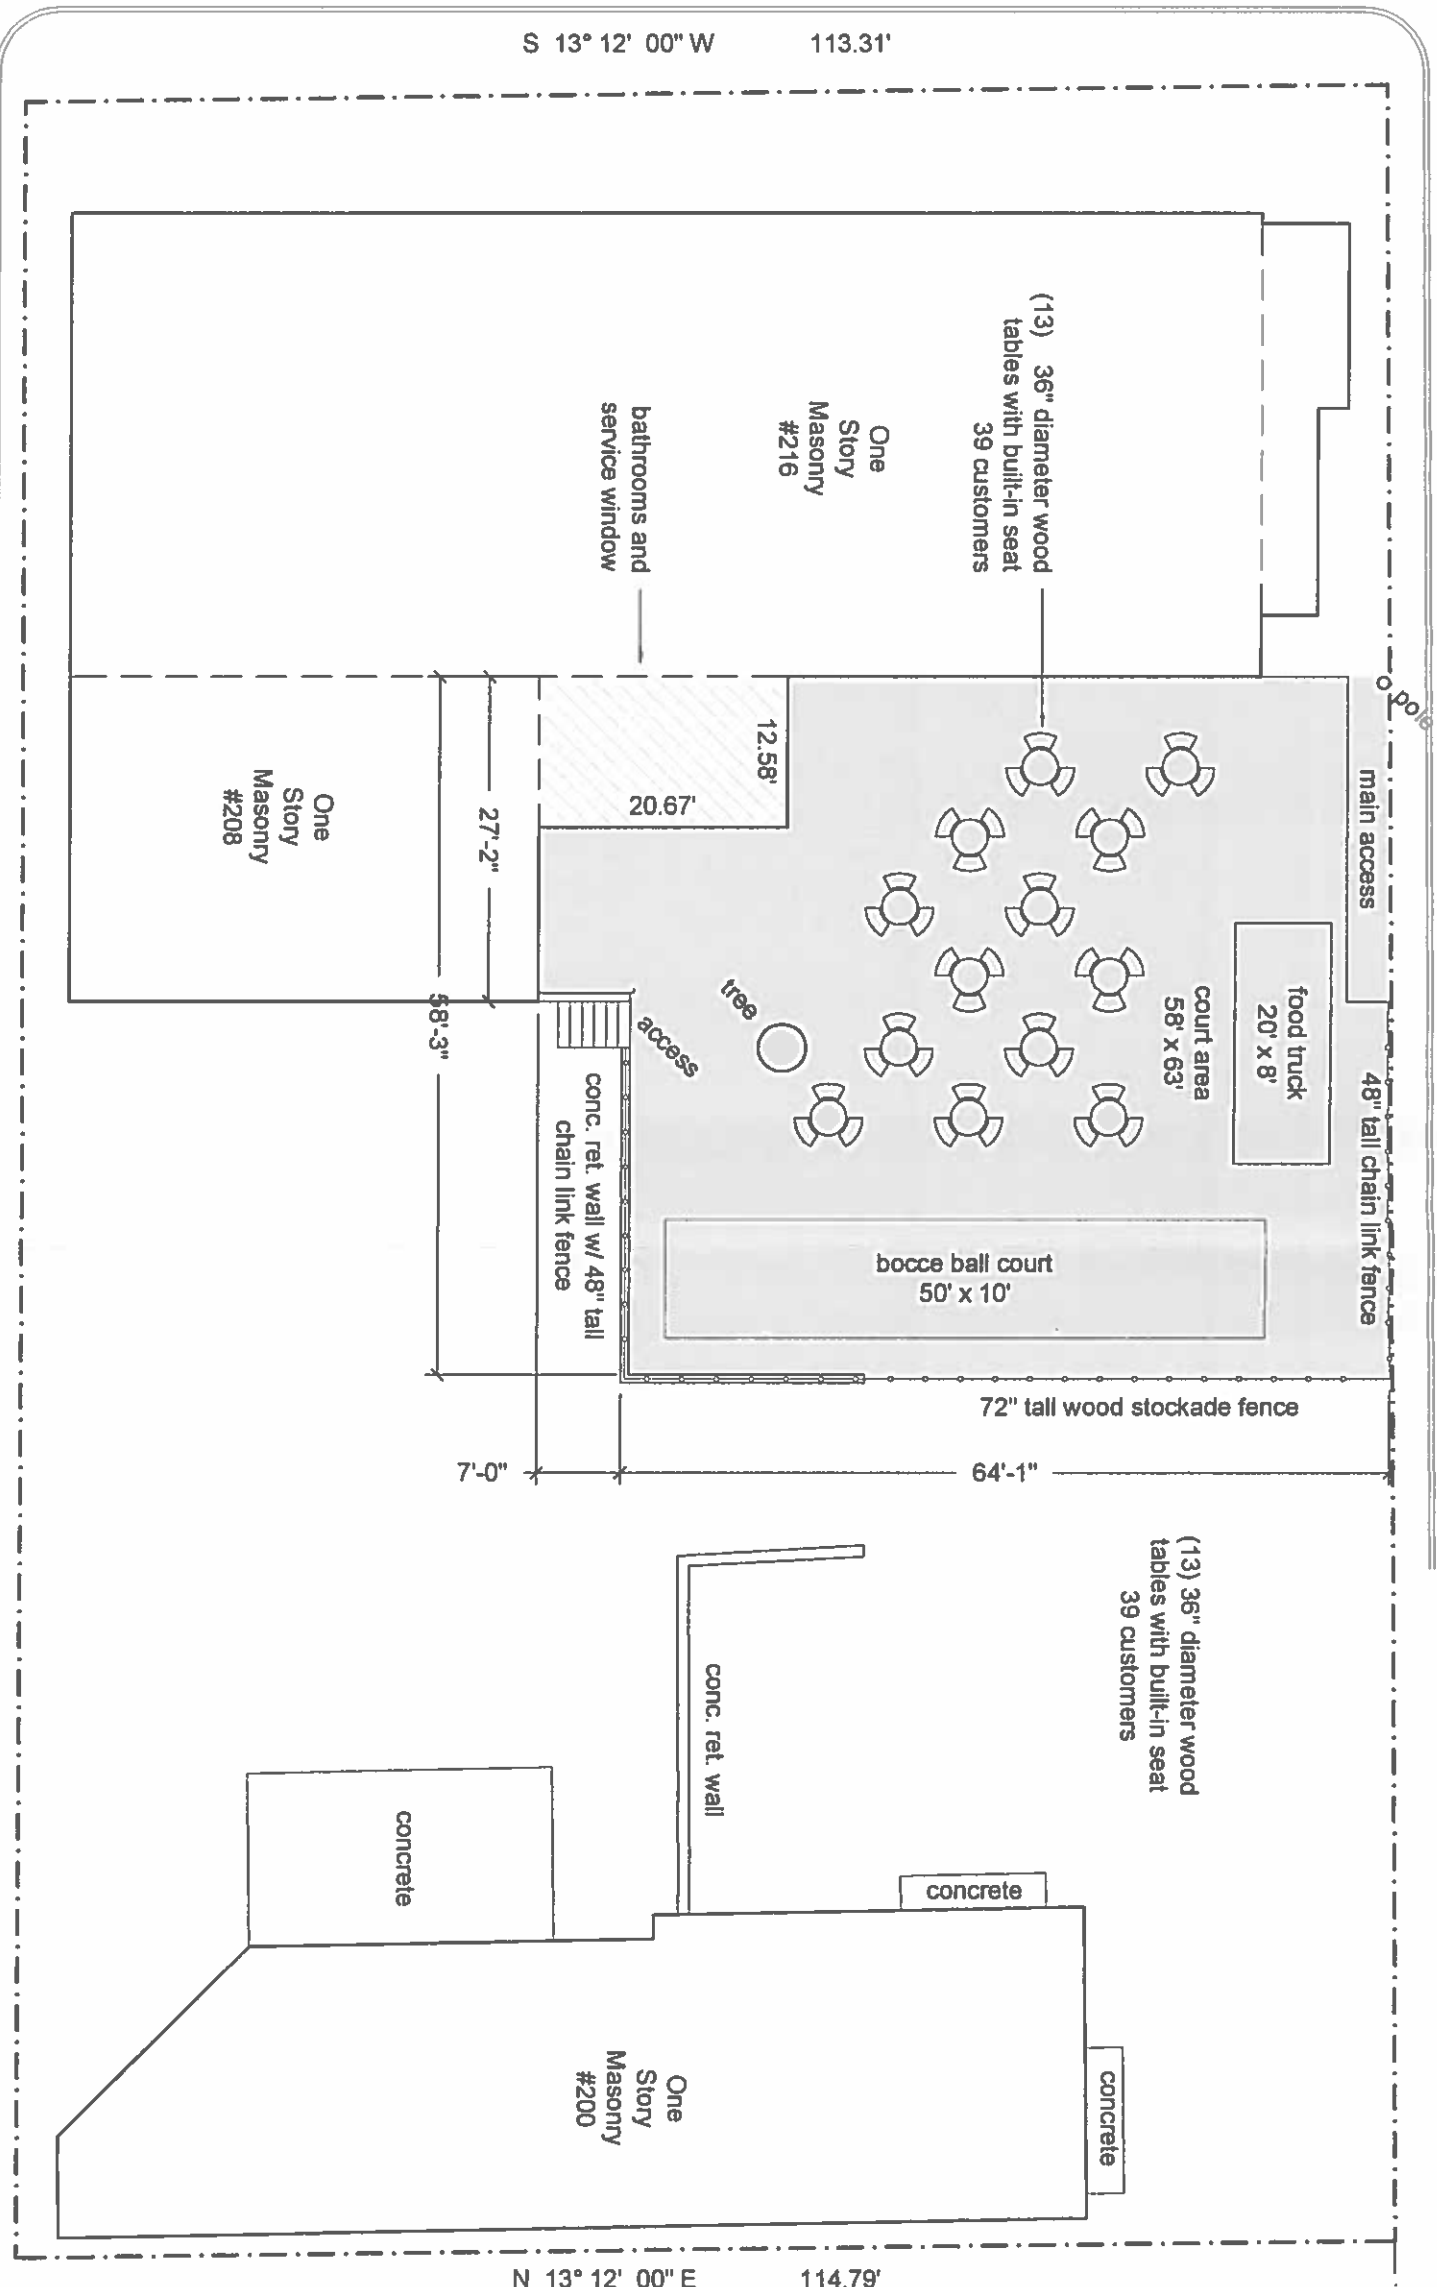 S 13° 12' 00" W 113.31'
(13) 36" diameter wood
tables with built-in seat
39 customers
One
Story
Masonry
#216
bathrooms and
service window
pole
main access
12.58'
20.67'
27'-2"
58'-3"
One
Story
Masonry
#208
food truck
20' x 8'
court area
58' x 63'
tree
access
48" tall chain link fence
conc. ret. wall w/ 48" tall
chain link fence
bocce ball court
50' x 10'
72" tall wood stockade fence
7'-0"
64'-1"
(13) 36" diameter wood
tables with built-in seat
39 customers
conc. ret. wall
concrete
concrete
concrete
One
Story
Masonry
#200
N 13° 12' 00" E 114.79'